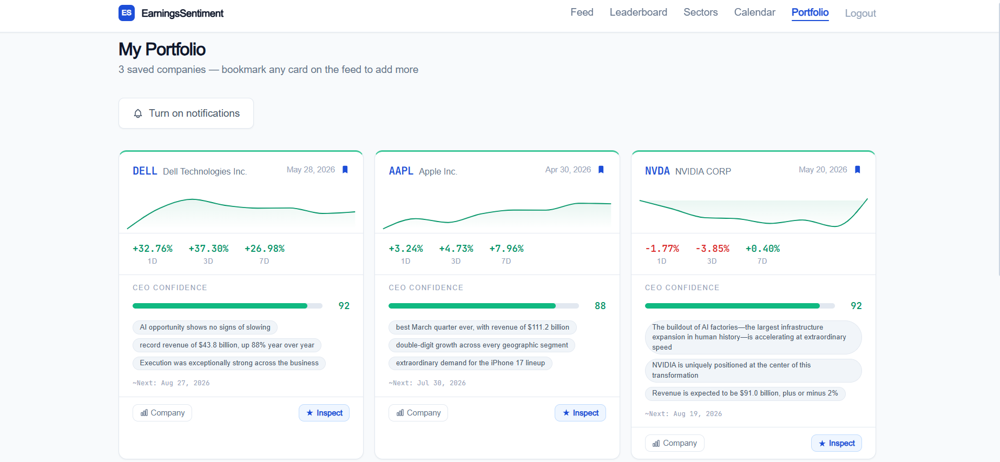 ES EarningsSentiment Feed Leaderboard Sectors Calendar Portfolio Logout
My Portfolio
3 saved companies — bookmark any card on the feed to add more
Turn on notifications
DELL Dell Technologies Inc. May 28, 2026
+32.76% +37.30% +26.98%
1D 3D 7D
CEO CONFIDENCE
92
AI opportunity shows no signs of slowing
record revenue of $43.8 billion, up 88% year over year
Execution was exceptionally strong across the business
~Next: Aug 27, 2026
Company Inspect
AAPL Apple Inc. Apr 30, 2026
+3.24% +4.73% +7.96%
1D 3D 7D
CEO CONFIDENCE
88
best March quarter ever, with revenue of $111.2 billion
double-digit growth across every geographic segment
extraordinary demand for the iPhone 17 lineup
~Next: Jul 30, 2026
Company Inspect
NVDA NVIDIA CORP May 20, 2026
-1.77% -3.85% +0.40%
1D 3D 7D
CEO CONFIDENCE
92
The buildout of AI factories—the largest infrastructure
expansion in human history—is accelerating at extraordinary
speed
NVIDIA is uniquely positioned at the center of this
transformation
Revenue is expected to be $91.0 billion, plus or minus 2%
~Next: Aug 19, 2026
Company Inspect